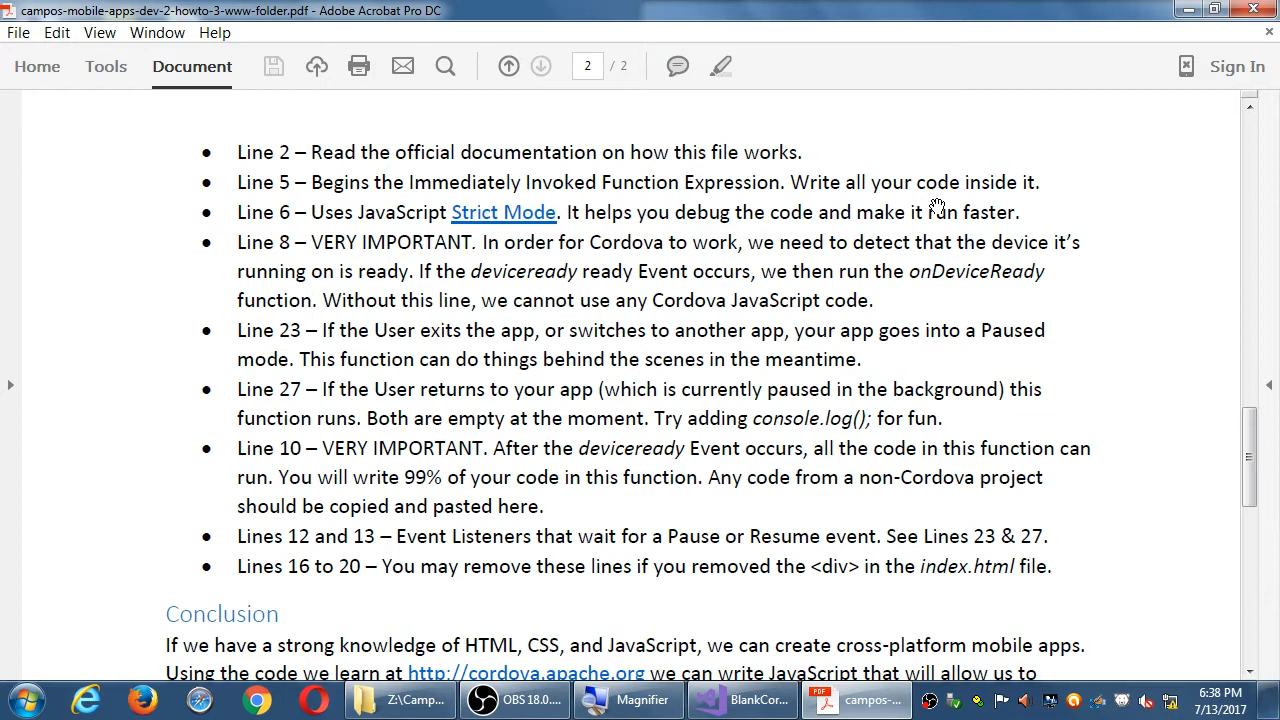 campos-mobile-apps-dev-2-howto-3-www-folder.pdf - Adobe Acrobat Pro DC
File Edit View Window Help
Home Tools Document 2 / 2 Sign In
• Line 2 – Read the official documentation on how this file works.
• Line 5 – Begins the Immediately Invoked Function Expression. Write all your code inside it.
• Line 6 – Uses JavaScript Strict Mode. It helps you debug the code and make it run faster.
• Line 8 – VERY IMPORTANT. In order for Cordova to work, we need to detect that the device it’s
running on is ready. If the deviceready ready Event occurs, we then run the onDeviceReady
function. Without this line, we cannot use any Cordova JavaScript code.
• Line 23 – If the User exits the app, or switches to another app, your app goes into a Paused
mode. This function can do things behind the scenes in the meantime.
• Line 27 – If the User returns to your app (which is currently paused in the background) this
function runs. Both are empty at the moment. Try adding console.log(); for fun.
• Line 10 – VERY IMPORTANT. After the deviceready Event occurs, all the code in this function can
run. You will write 99% of your code in this function. Any code from a non-Cordova project
should be copied and pasted here.
• Lines 12 and 13 – Event Listeners that wait for a Pause or Resume event. See Lines 23 & 27.
• Lines 16 to 20 – You may remove these lines if you removed the <div> in the index.html file.
Conclusion
If we have a strong knowledge of HTML, CSS, and JavaScript, we can create cross-platform mobile apps.
Using the code we learn at http://cordova.apache.org we can write JavaScript that will allow us to
Z:\Camp... OBS 18.0.... Magnifier BlankCor... PDF campos-... 6:38 PM
7/13/2017